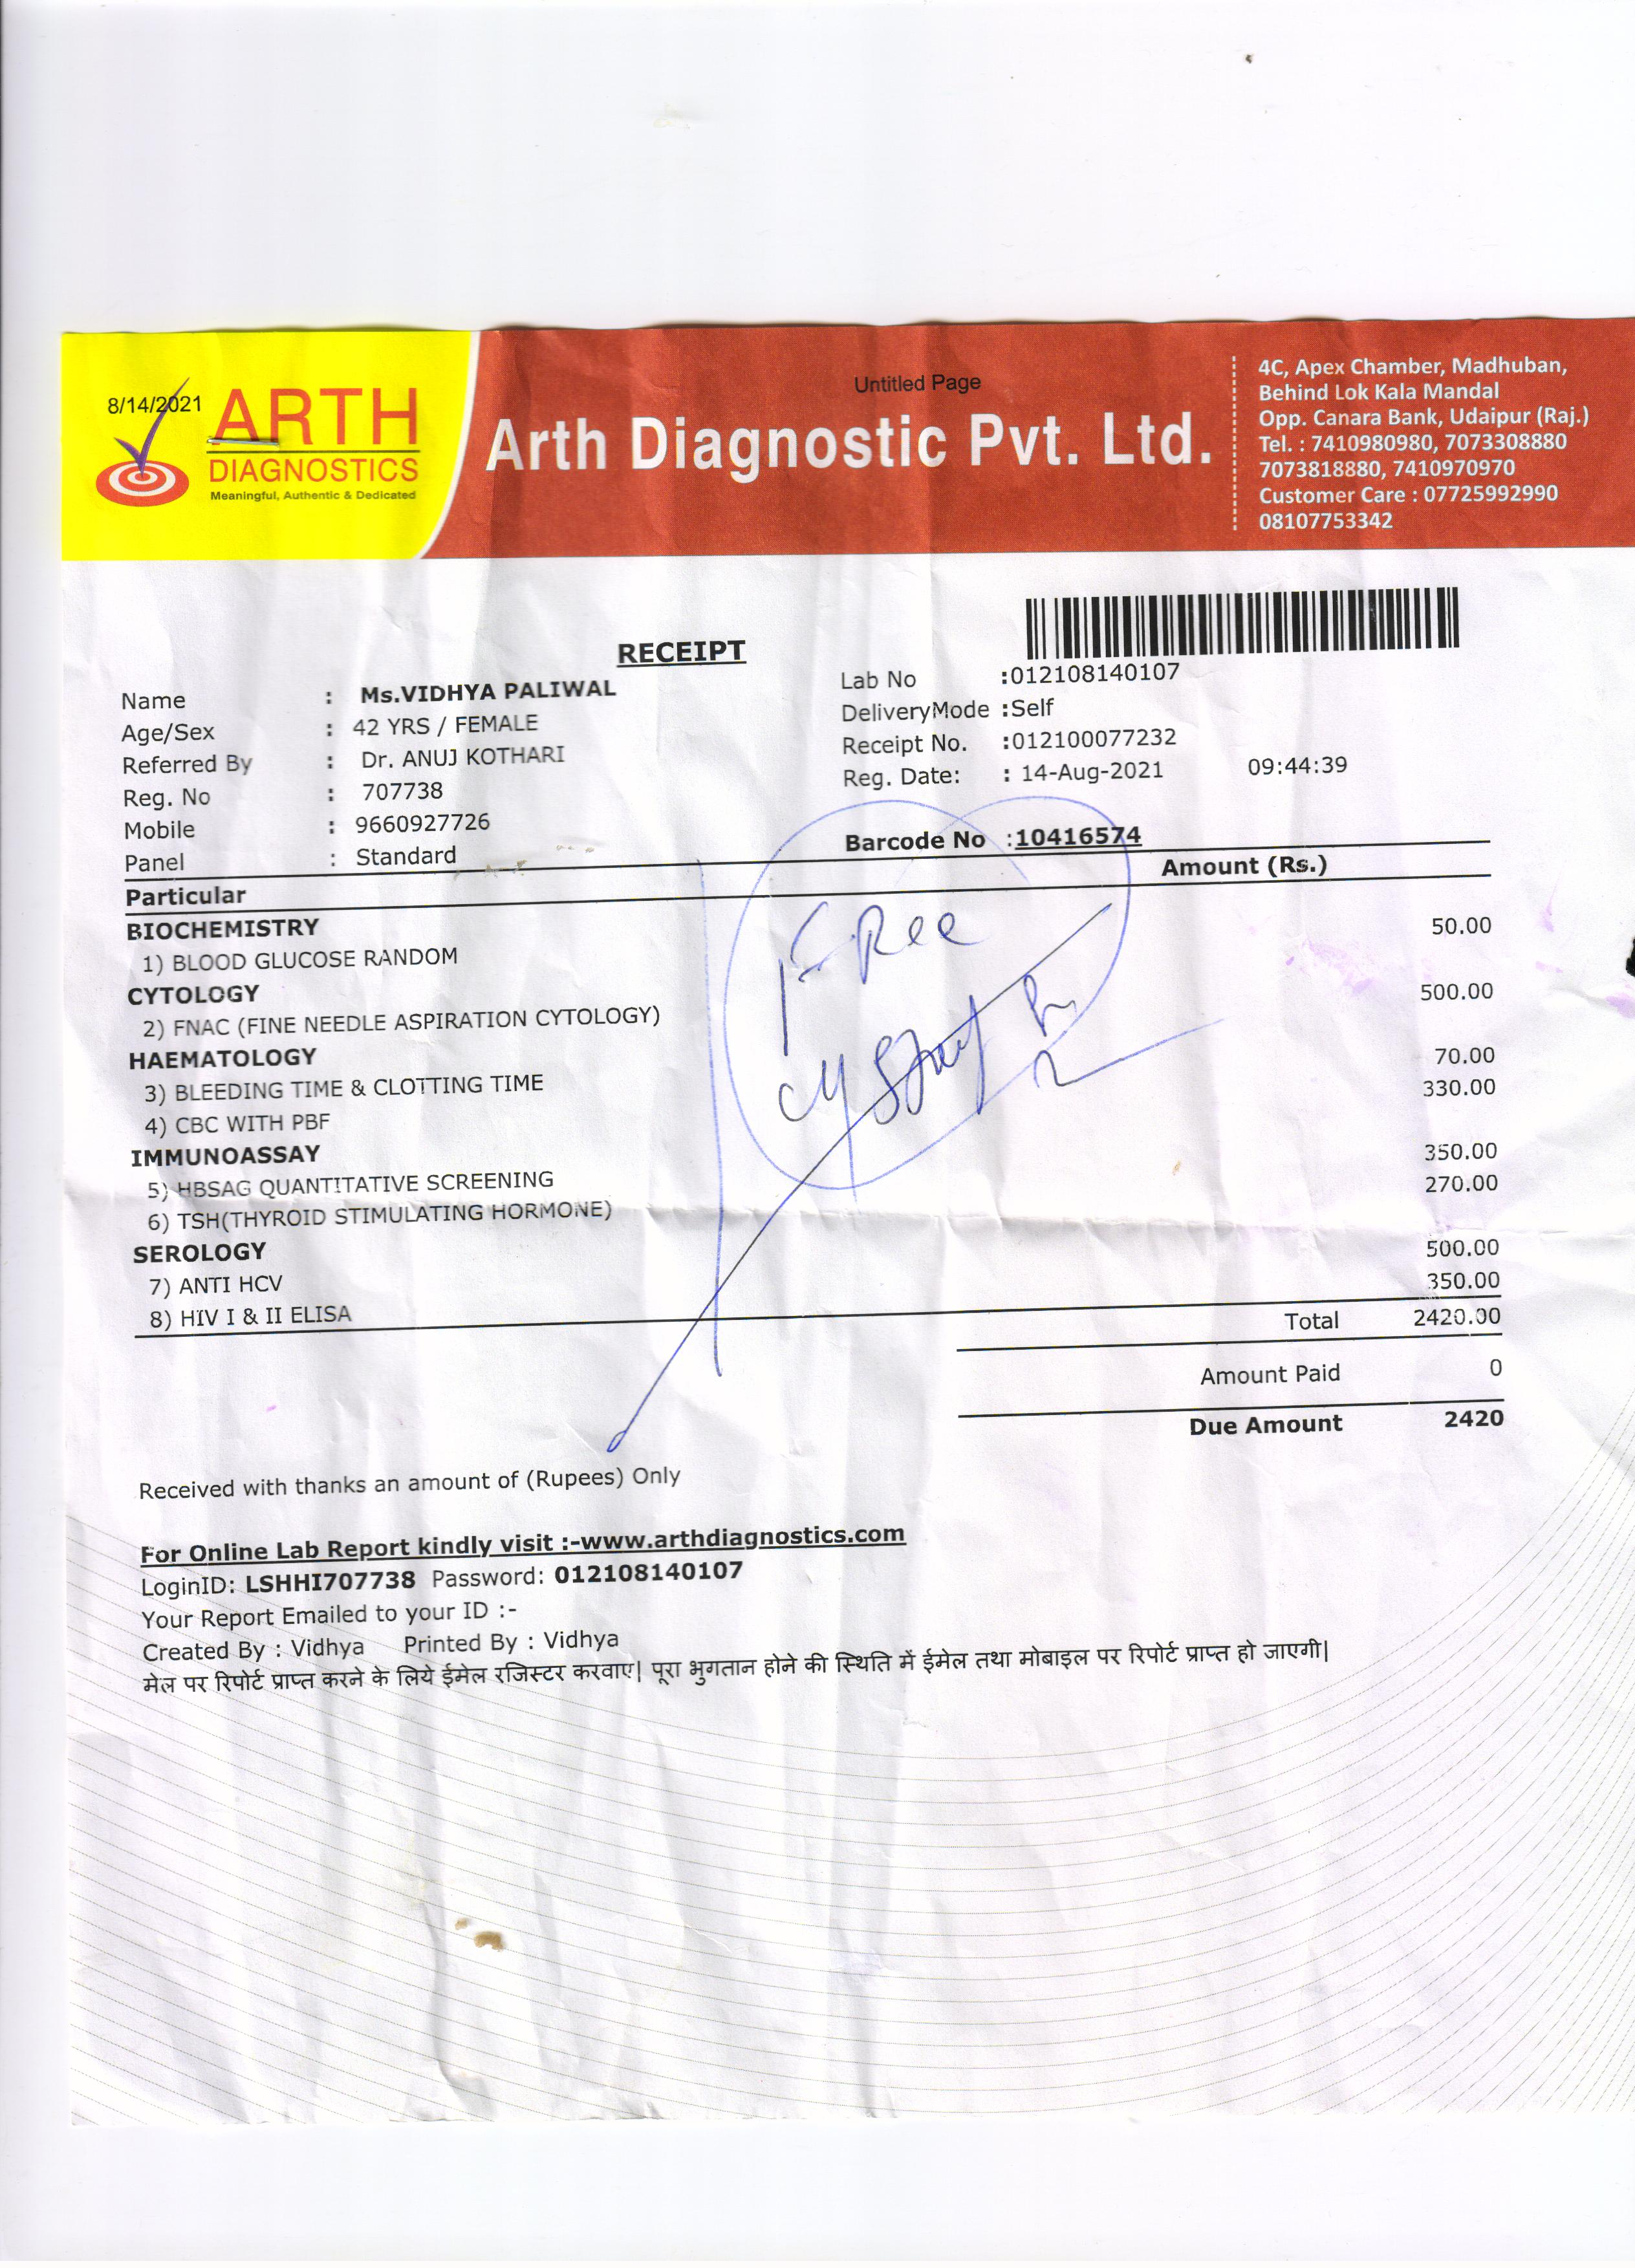 8/14/2021
Untitled Page
ARTH
DIAGNOSTICS
Meaningful, Authentic & Dedicated
Arth Diagnostic Pvt. Ltd.
4C, Apex Chamber, Madhuban,
Behind Lok Kala Mandal
Opp. Canara Bank, Udaipur (Raj.)
Tel. : 7410980980, 7073308880
7073818880, 7410970970
Customer Care : 07725992990
08107753342
RECEIPT
Name : Ms.VIDHYA PALIWAL
Age/Sex : 42 YRS / FEMALE
Referred By : Dr. ANUJ KOTHARI
Reg. No : 707738
Mobile : 9660927726
Panel : Standard
Lab No :012108140107
DeliveryMode :Self
Receipt No. :012100077232
Reg. Date: : 14-Aug-2021 09:44:39
Barcode No :10416574
Particular Amount (Rs.)
BIOCHEMISTRY
1) BLOOD GLUCOSE RANDOM 50.00
CYTOLOGY
2) FNAC (FINE NEEDLE ASPIRATION CYTOLOGY) 500.00
HAEMATOLOGY
3) BLEEDING TIME & CLOTTING TIME 70.00
4) CBC WITH PBF 330.00
IMMUNOASSAY
5) HBSAG QUANTITATIVE SCREENING 350.00
6) TSH(THYROID STIMULATING HORMONE) 270.00
SEROLOGY
7) ANTI HCV 500.00
8) HIV I & II ELISA 350.00
FRee
Total 2420.00
Amount Paid 0
Due Amount 2420
Received with thanks an amount of (Rupees) Only
For Online Lab Report kindly visit :-www.arthdiagnostics.com
LoginID: LSHHI707738 Password: 012108140107
Your Report Emailed to your ID :-
Created By : Vidhya Printed By : Vidhya
मेल पर रिपोर्ट प्राप्त करने के लिये ईमेल रजिस्टर करवाए| पूरा भुगतान होने की स्थिति में ईमेल तथा मोबाइल पर रिपोर्ट प्राप्त हो जाएगी|